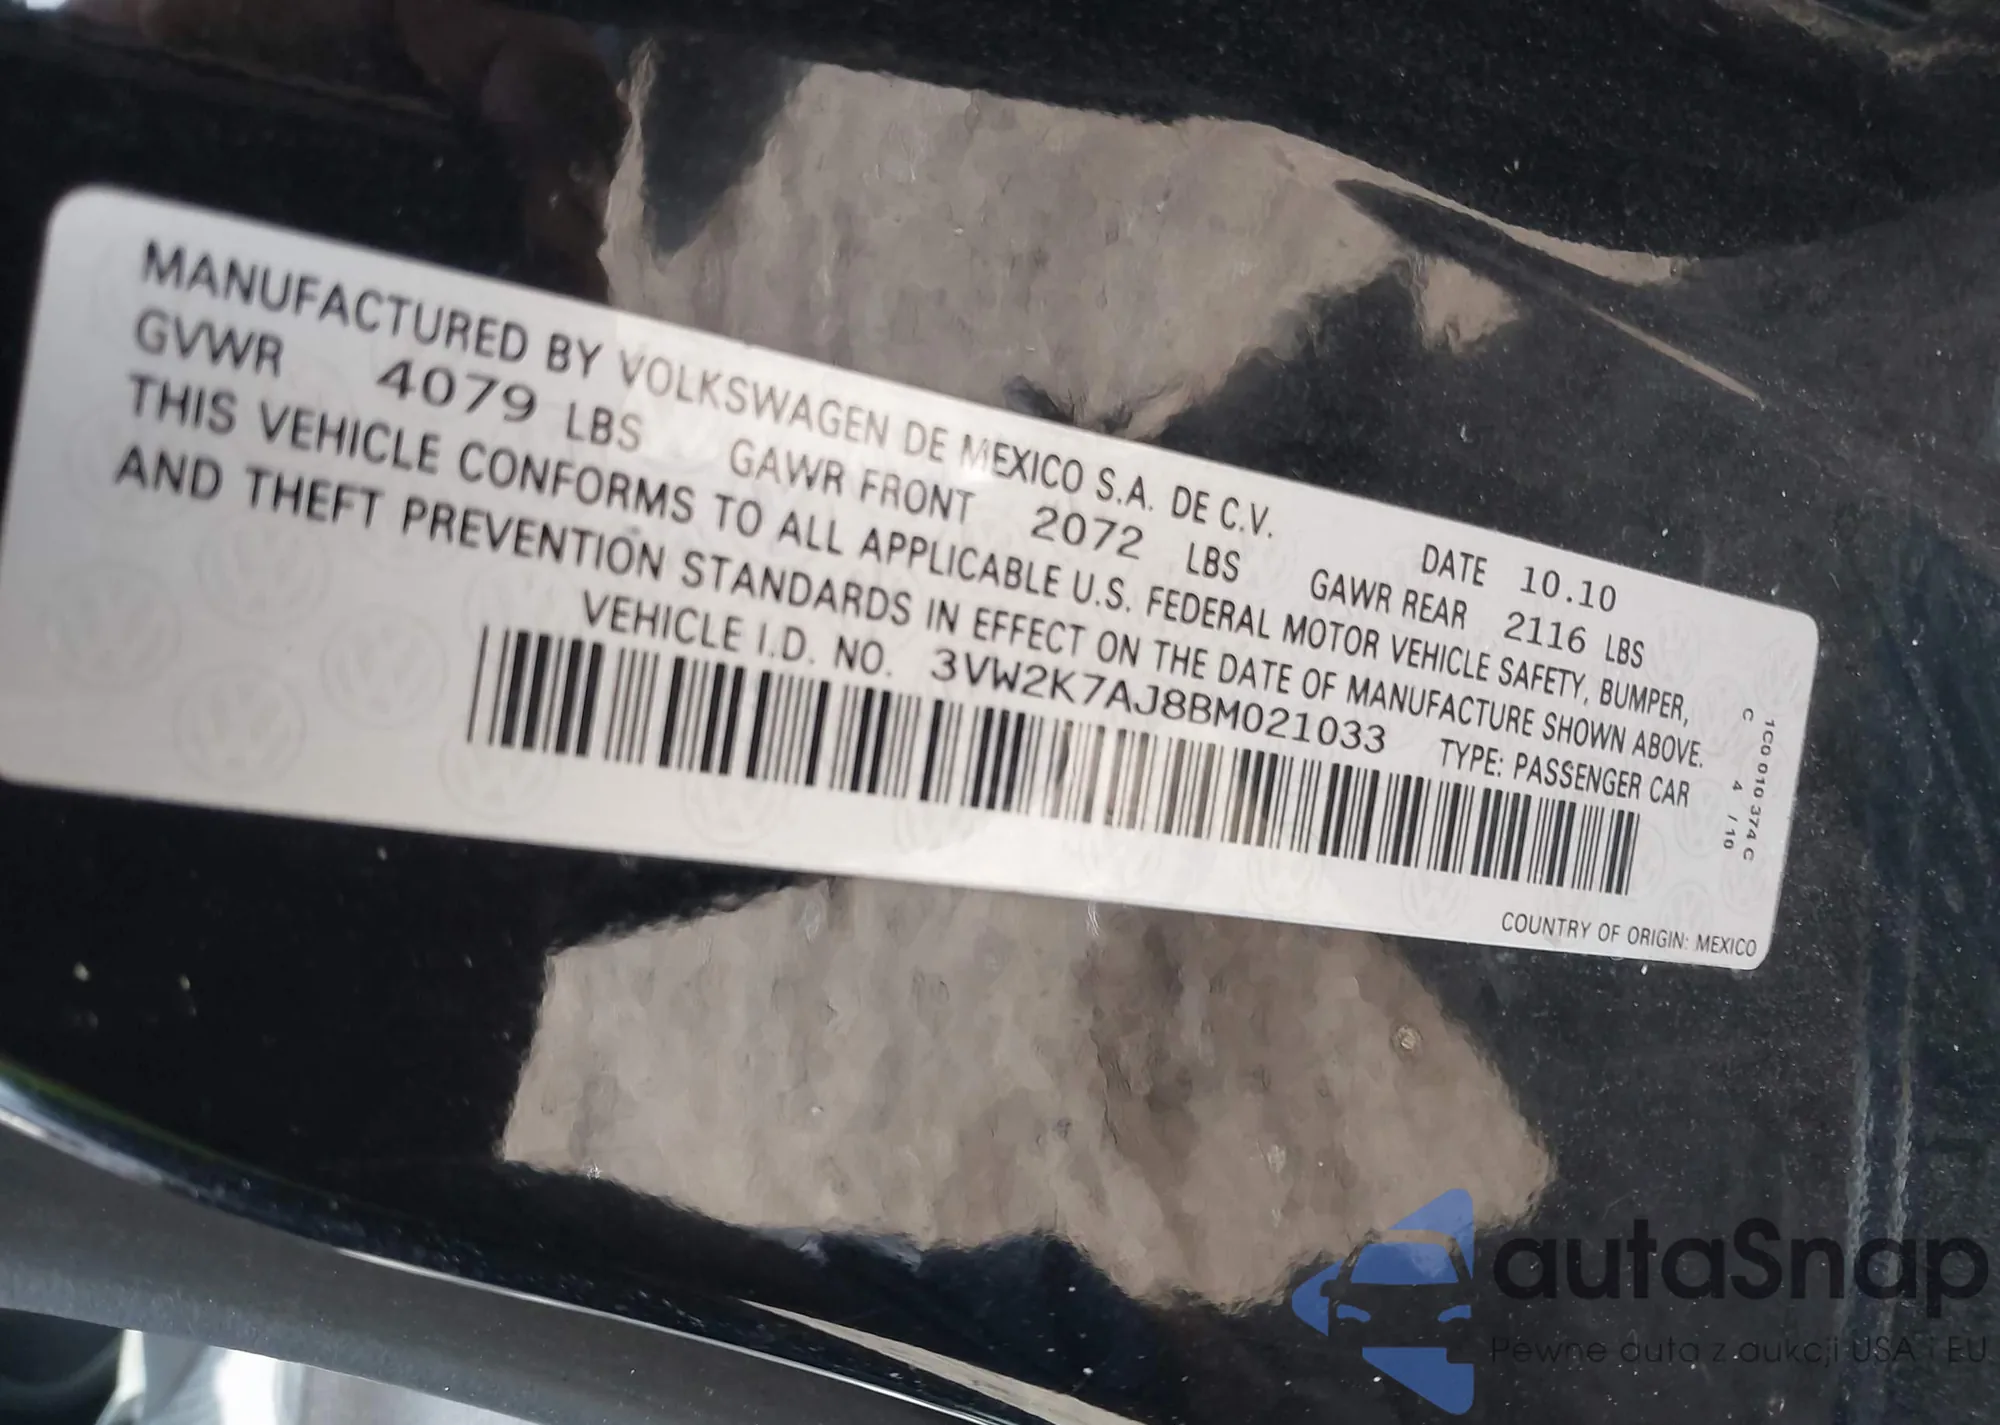 MANUFACTURED BY VOLKSWAGEN DE MEXICO S.A. DE C.V. DATE 10.10
GVWR 4079 LBS GAWR FRONT 2072 LBS GAWR REAR 2116 LBS
THIS VEHICLE CONFORMS TO ALL APPLICABLE U.S. FEDERAL MOTOR VEHICLE SAFETY, BUMPER,
AND THEFT PREVENTION STANDARDS IN EFFECT ON THE DATE OF MANUFACTURE SHOWN ABOVE.
VEHICLE I.D. NO. 3VW2K7AJ8BM021033 TYPE: PASSENGER CAR
1C0 010 374 C
C 4 / 10
COUNTRY OF ORIGIN: MEXICO
autaSnap
Pewne auta z aukcji USA i EU